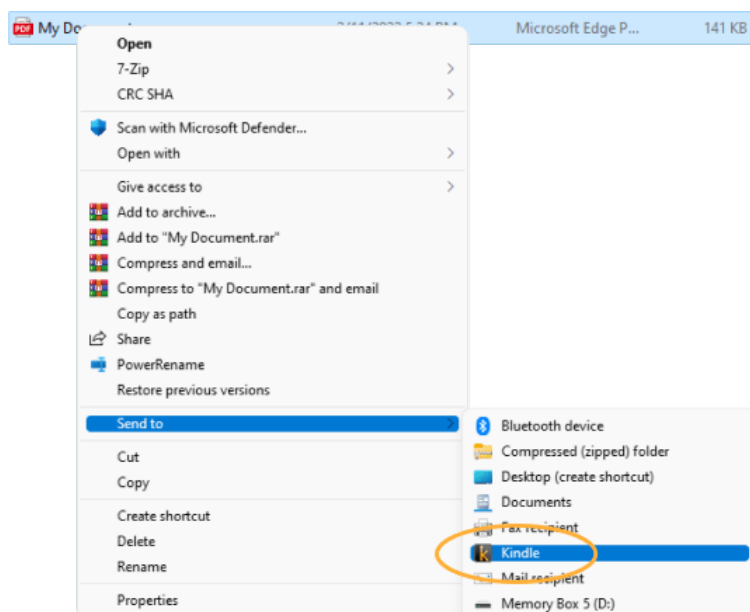 PDF My Do
Microsoft Edge P... 141 KB
Open
7-Zip
CRC SHA
Scan with Microsoft Defender...
Open with
Give access to
Add to archive...
Add to "My Document.rar"
Compress and email...
Compress to "My Document.rar" and email
Copy as path
Share
PowerRename
Restore previous versions
Send to
Cut
Copy
Create shortcut
Delete
Rename
Properties
Bluetooth device
Compressed (zipped) folder
Desktop (create shortcut)
Documents
Fax recipient
k Kindle
Mail recipient
Memory Box 5 (D:)